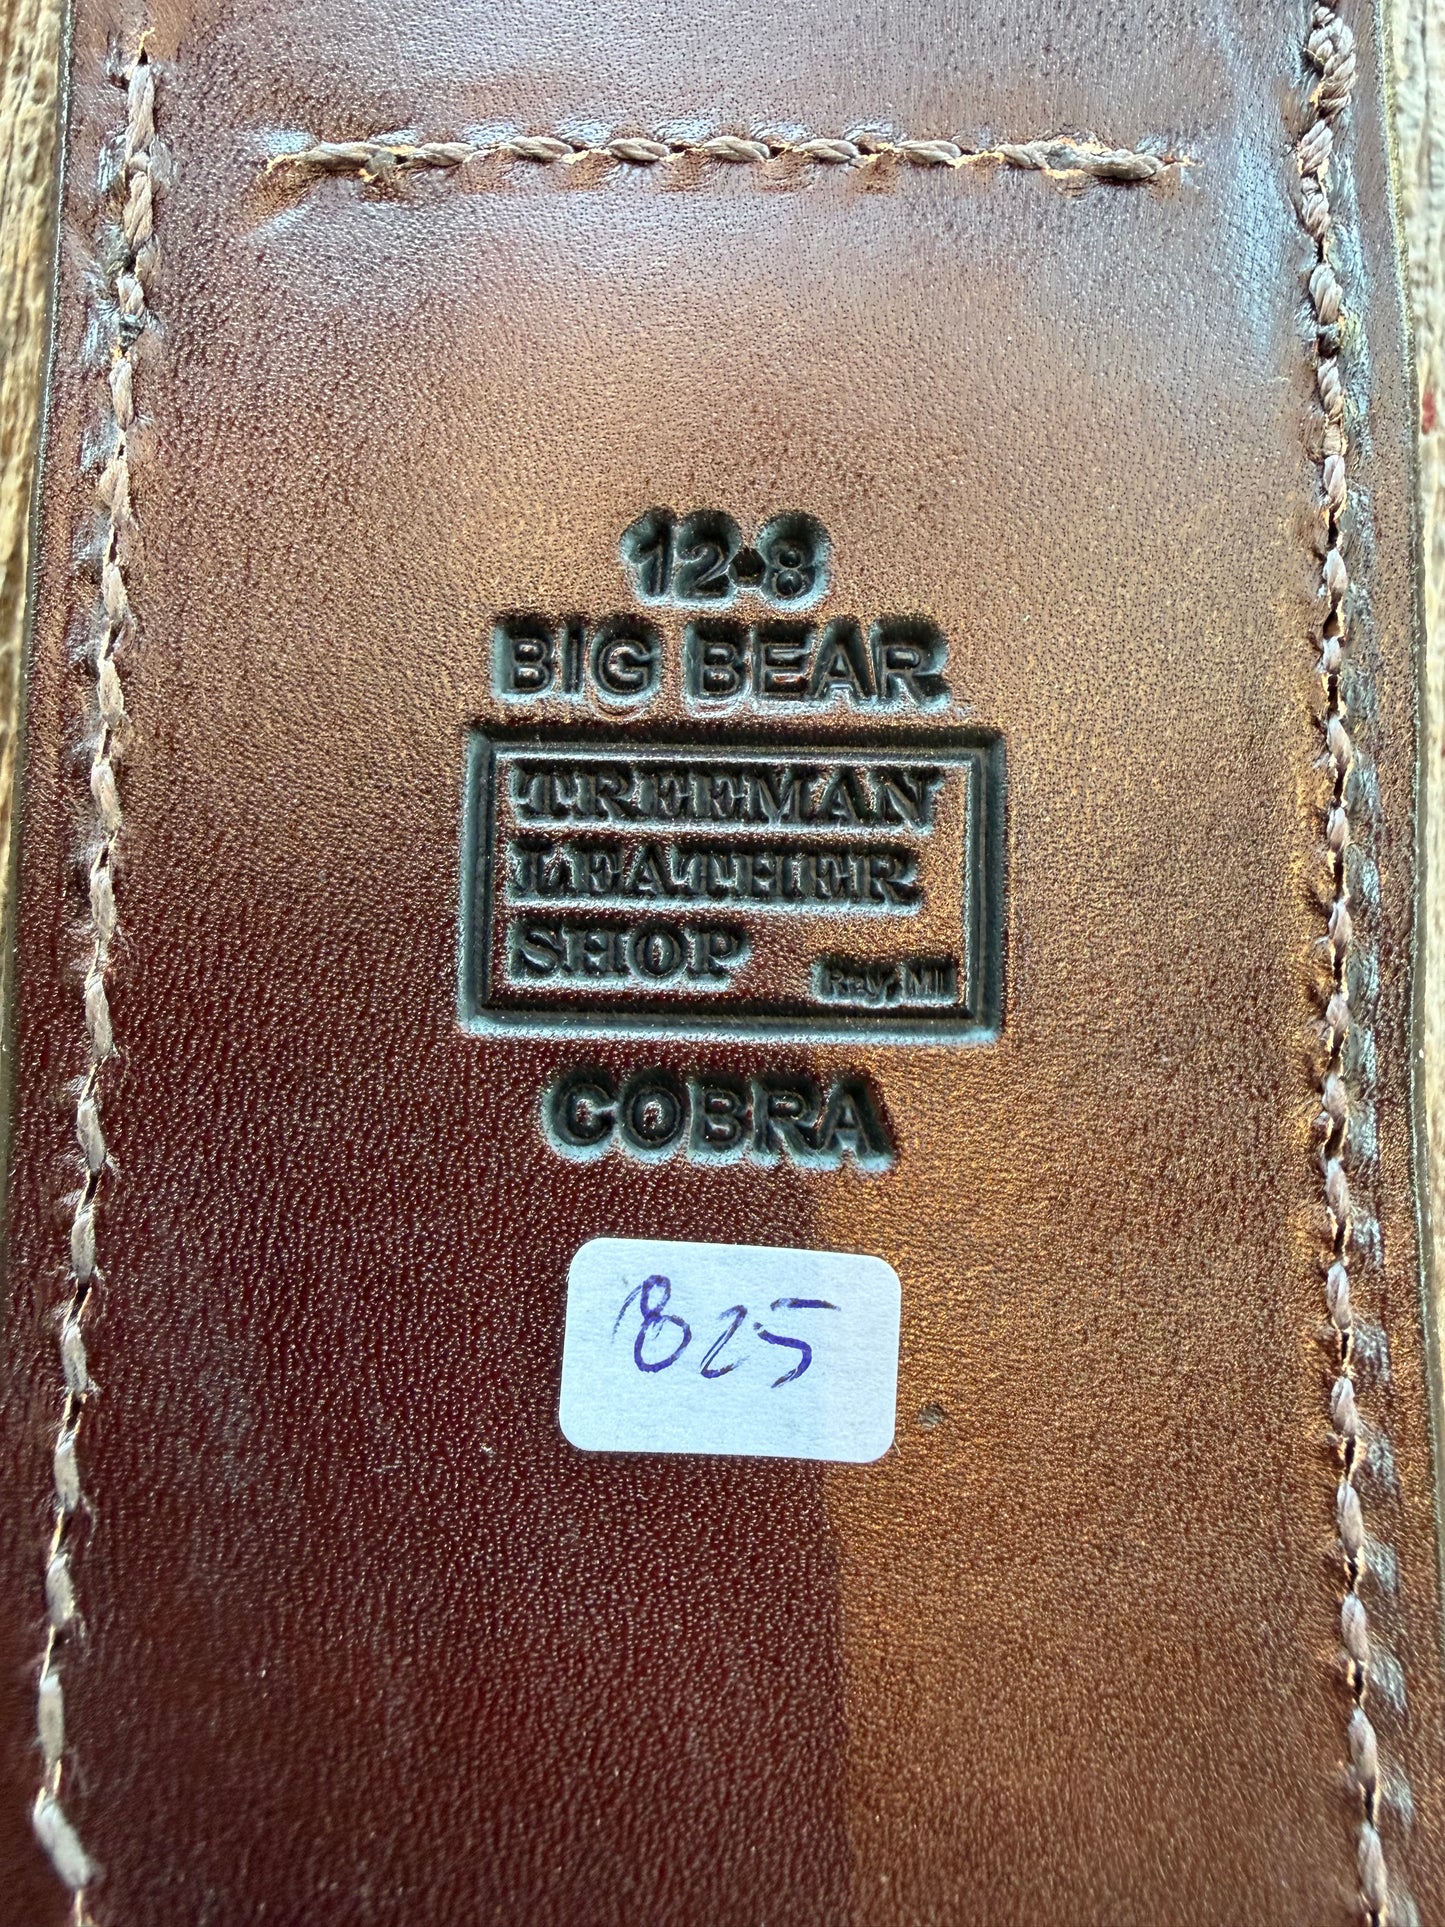 12-8
BIG BEAR
TREEMAN
LEATHER
SHOP Ray, MI
COBRA
825